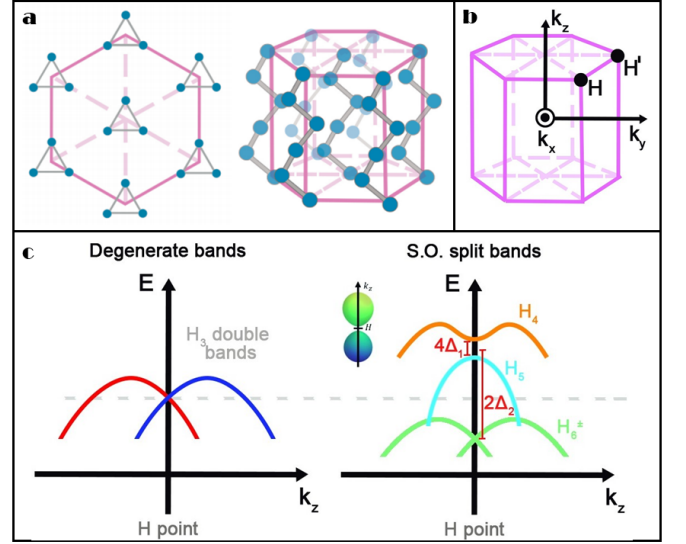 a
b
k_z
H'
H
k_x
k_y
c
Degenerate bands
S.O. split bands
E
H_3 double
bands
k_z
H point
k_z
H
E
H_4
4Δ_1
H_5
2Δ_2
H_6^±
k_z
H point